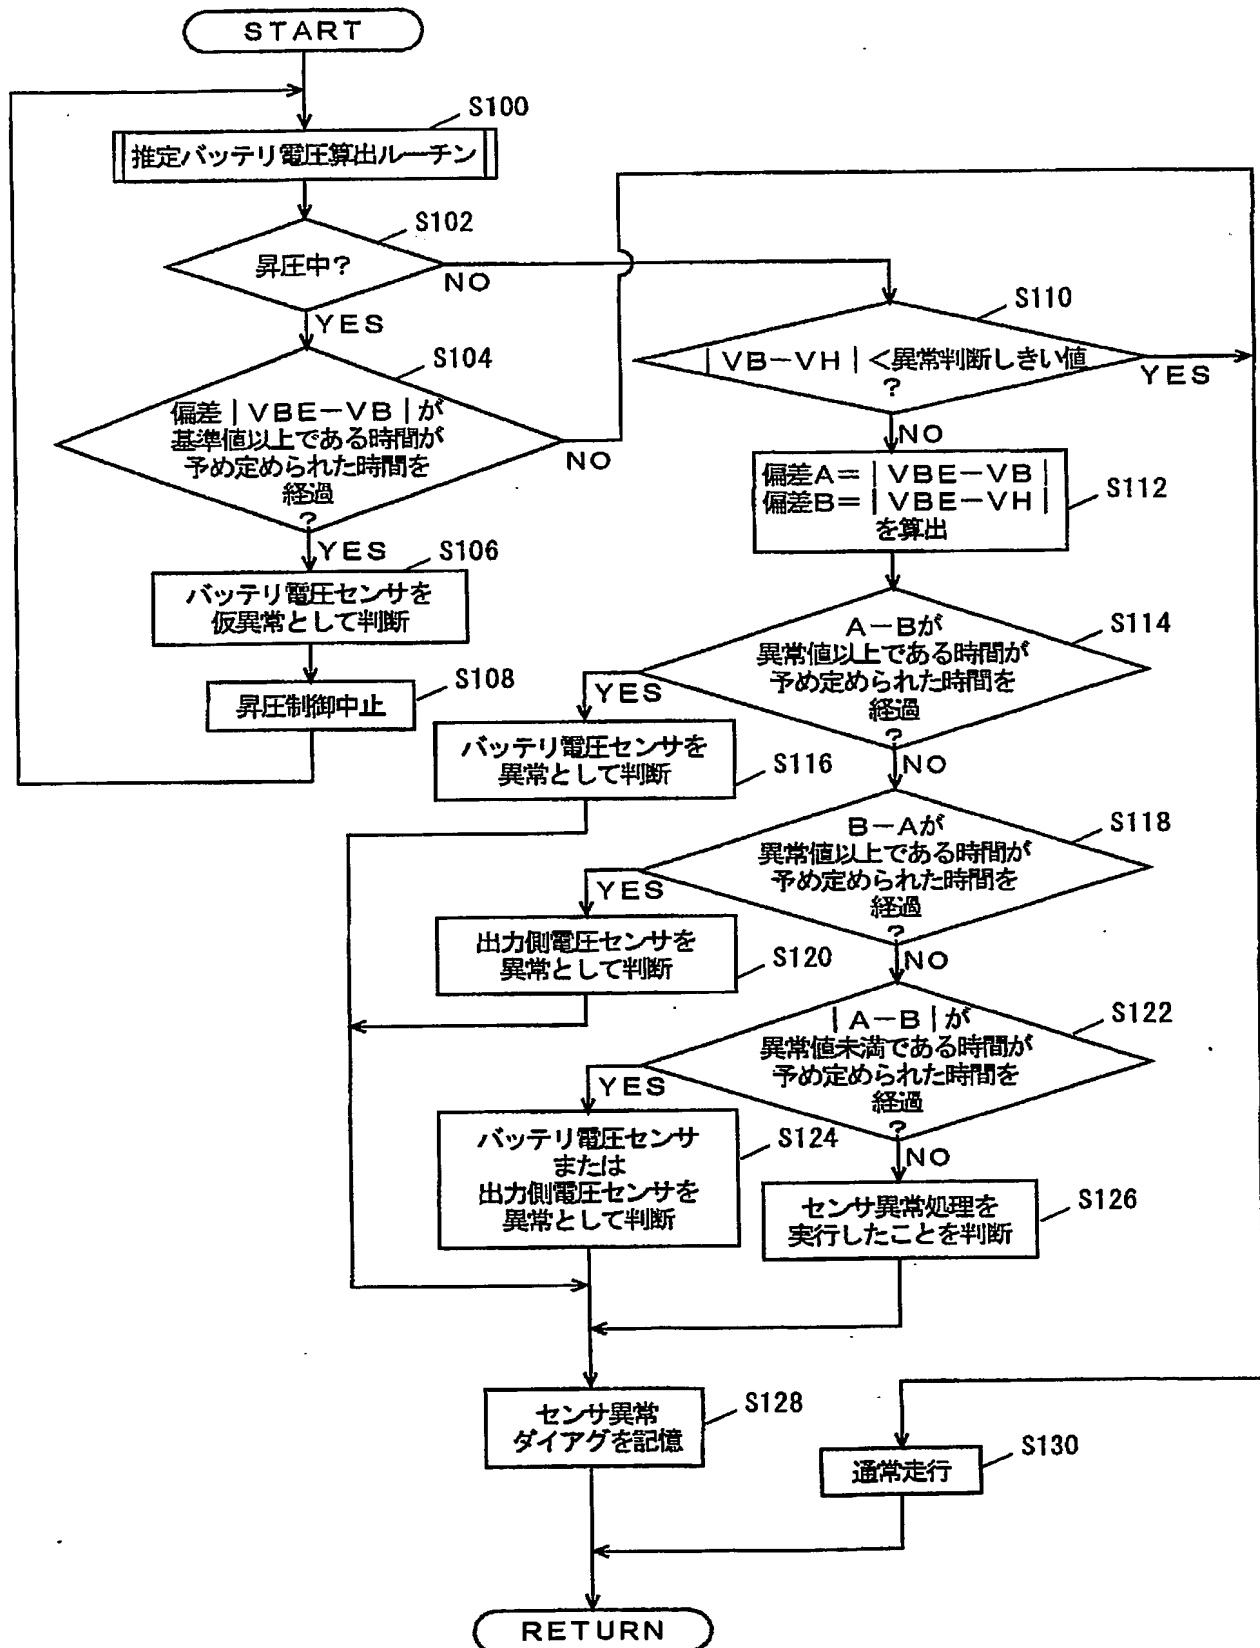 START
S100
推定バッテリ電圧算出ルーチン
S102
昇圧中?
NO
YES
S104
偏差|VBE-VB|が
基準値以上である時間が
予め定められた時間を
経過
?
NO
YES
S106
バッテリ電圧センサを
仮異常として判断
S108
昇圧制御中止
S110
|VB-VH|<異常判断しきい値
?
YES
NO
S112
偏差A=|VBE-VB|
偏差B=|VBE-VH|
を算出
S114
A-Bが
異常値以上である時間が
予め定められた時間を
経過
?
YES
NO
S116
バッテリ電圧センサを
異常として判断
S118
B-Aが
異常値以上である時間が
予め定められた時間を
経過
?
YES
NO
S120
出力側電圧センサを
異常として判断
S122
|A-B|が
異常値未満である時間が
予め定められた時間を
経過
?
YES
NO
S124
バッテリ電圧センサ
または
出力側電圧センサを
異常として判断
S126
センサ異常処理を
実行したことを判断
S128
センサ異常
ダイアグを記憶
S130
通常走行
RETURN